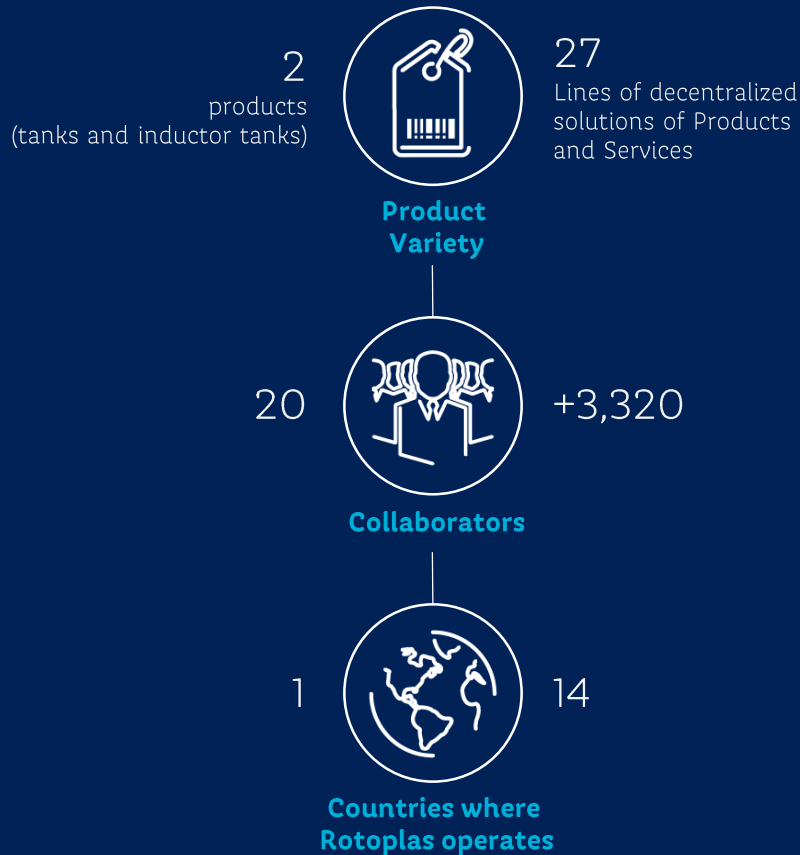 2
products
(tanks and inductor tanks)
27
Lines of decentralized
solutions of Products
and Services
Product
Variety
20
+3,320
Collaborators
1
14
Countries where
Rotoplas operates